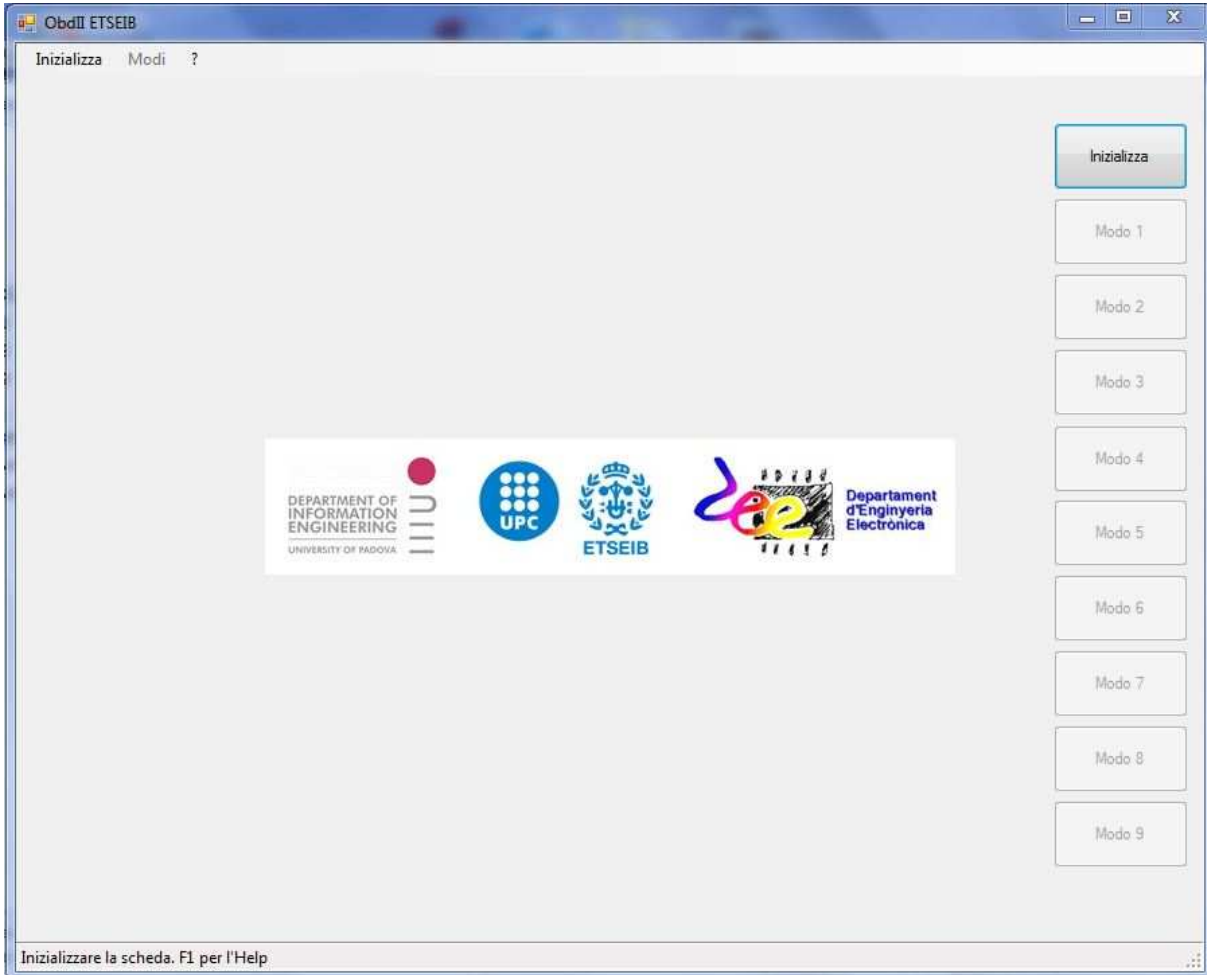 ObdII ETSEIB
Inizializza Modi ?
Inizializza
Modo 1
Modo 2
Modo 3
Modo 4
Modo 5
Modo 6
Modo 7
Modo 8
Modo 9
DEPARTMENT OF
INFORMATION
ENGINEERING
UNIVERSITY OF PADOVA
UPC
ETSEIB
dee
Departament
d'Enginyeria
Electrònica
Inizializzare la scheda. F1 per l'Help